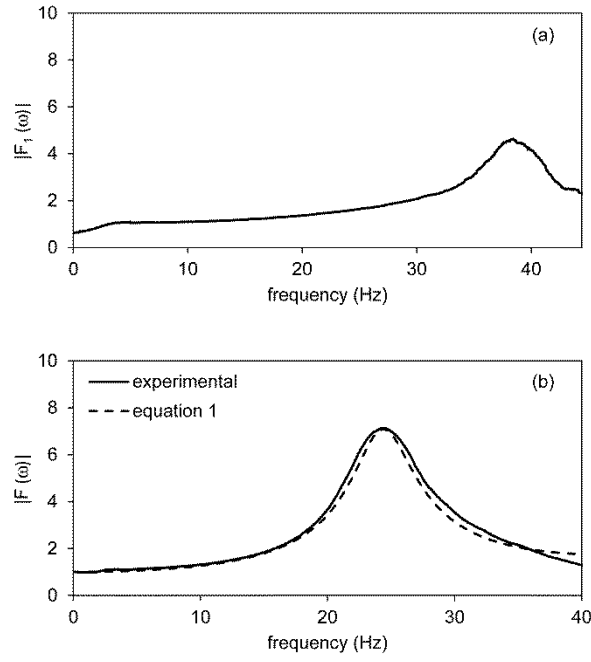 10
(a)
8
6
4
2
0
|F₁ (ω)|
0 10 20 30 40
frequency (Hz)
10
experimental
(b)
8
equation 1
6
4
2
0
|F (ω)|
0 10 20 30 40
frequency (Hz)